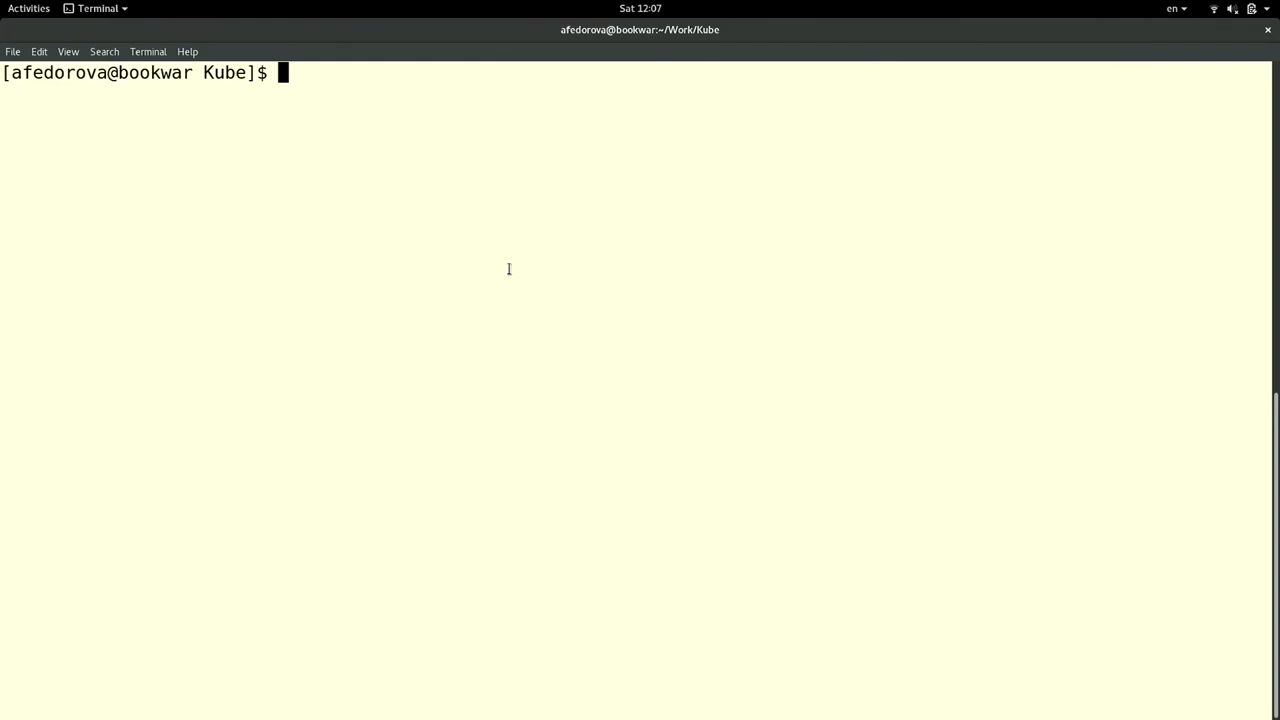 Activities Terminal Sat 12:07 en
afedorova@bookwar:~/Work/Kube ×
File Edit View Search Terminal Help
[afedorova@bookwar Kube]$